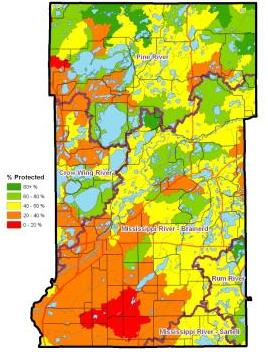 Pine River
Crow Wing River
% Protected
80+ %
60 - 80 %
40 - 60 %
20 - 40 %
0 - 20 %
Mississippi River - Brainerd
Rum River
Mississippi River - Sartell